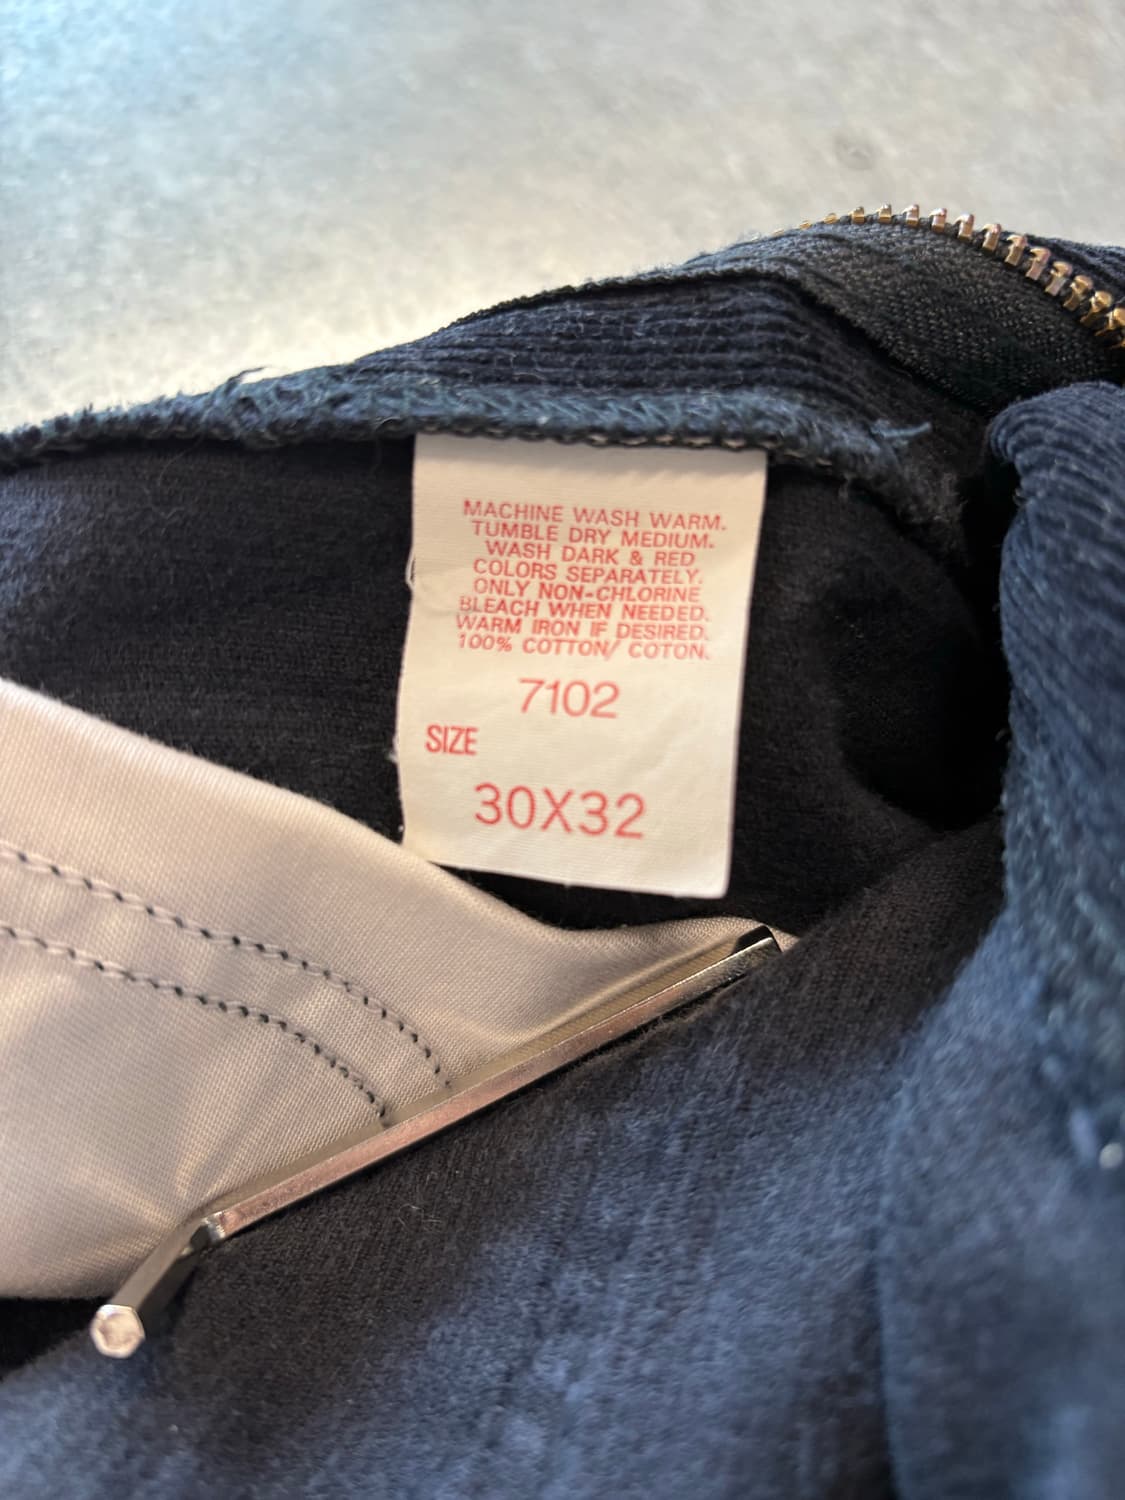 MACHINE WASH WARM.
TUMBLE DRY MEDIUM.
WASH DARK & RED
COLORS SEPARATELY.
ONLY NON-CHLORINE
BLEACH WHEN NEEDED.
WARM IRON IF DESIRED.
100% COTTON/ COTON.
7102
SIZE
30X32